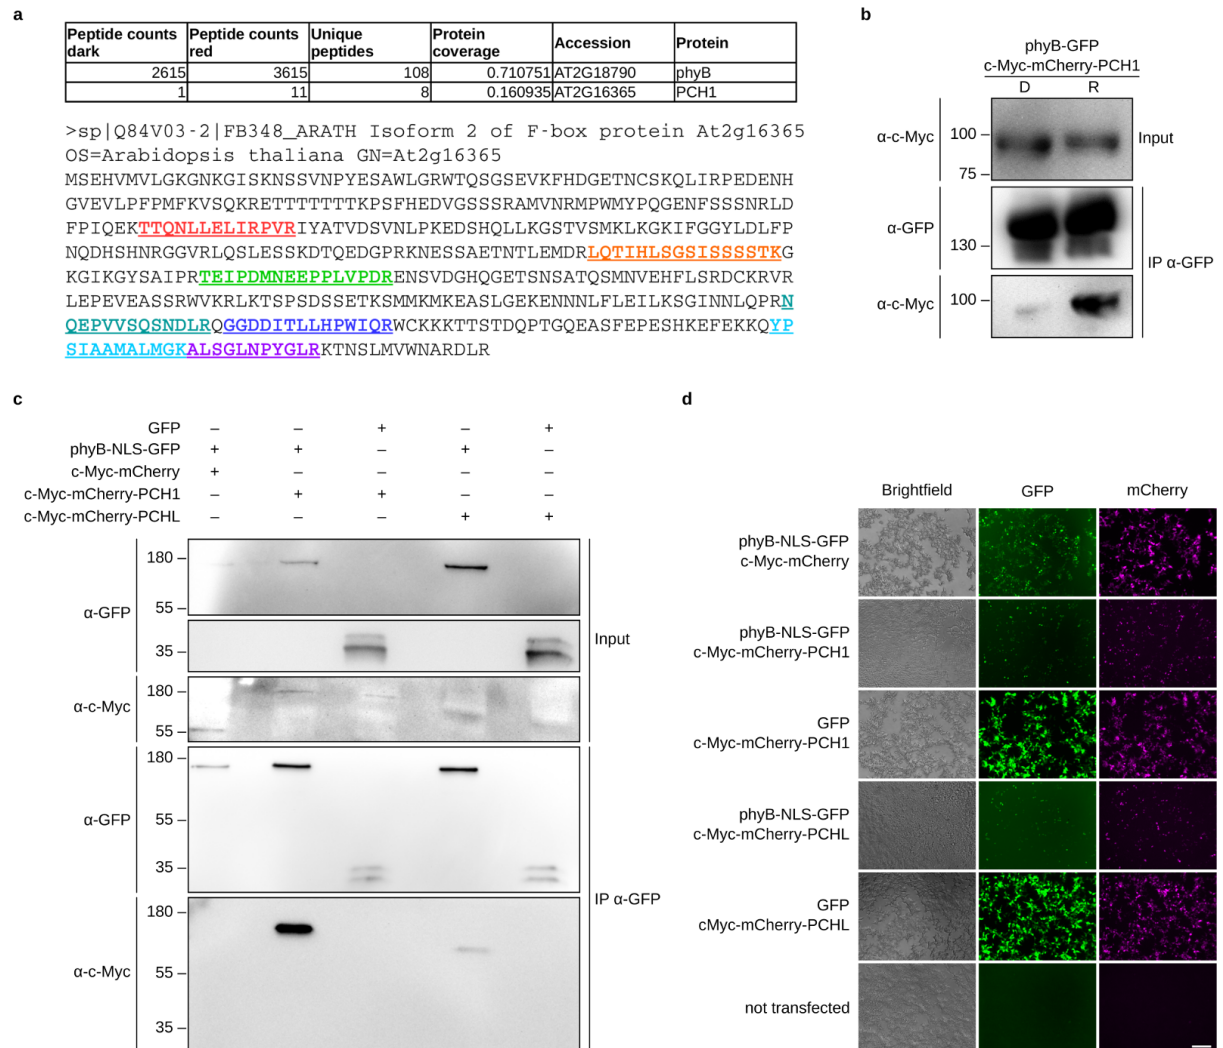 a
Peptide counts dark	Peptide counts red	Unique peptides	Protein coverage	Accession	Protein
2615	3615	108	0.710751	AT2G18790	phyB
1	11	8	0.160935	AT2G16365	PCH1
>sp|Q84V03-2|FB348_ARATH Isoform 2 of F-box protein At2g16365
OS=Arabidopsis thaliana GN=At2g16365
MSEHVMVLGKGNKGISKNSSVNPYESAWLGRWTQSGSEVKFHDGETNCSKQLIRPEDENH
GVEVLPFPMFKVSQKRETTTTTTTKPSFHEDVGSSSRAMVNRMPWMYPQGENFSSSNRLD
FPIQEKTTQNLLELIRPVRIYATVDSVNLPKEDSHQLLKGSTVSMKLKGKIFGGYLDLFP
NQDHSHNRGGVRLQSLESSKDTQEDGPRKNESSAETNTLEMDRLQTIHLSGSISSSSTKG
KGIKGYSAIPRTEIPDMNEEPPLVPDRENSVDGHQGETSNSATQSMNVEHFLSRDCKRVR
LEPEVEASSRWVKRLKTSPSDSSETKSMMKMKEASLGEKENNNLFLEILKSGINNLQPRN
QEPVVSQSNDLRQGGDDITLLHPWIQRWCKKKTTSTDQPTGQEASFEPESHKEFEKKQYP
SIAAMALMGKALSGLNPYGLRKTNSLMVWNARDLR
b
phyB-GFP
c-Myc-mCherry-PCH1
D R
α-c-Myc 100 Input
75
α-GFP
130
IP α-GFP
α-c-Myc 100
c
GFP – – + – +
phyB-NLS-GFP + + – + –
c-Myc-mCherry + – – – –
c-Myc-mCherry-PCH1 – + + – –
c-Myc-mCherry-PCHL – – – + +
180
α-GFP
55
35
Input
180
α-c-Myc
55
180
α-GFP 55
35
IP α-GFP
180
α-c-Myc 55
35
d
Brightfield GFP mCherry
phyB-NLS-GFP
c-Myc-mCherry
phyB-NLS-GFP
c-Myc-mCherry-PCH1
GFP
c-Myc-mCherry-PCH1
phyB-NLS-GFP
c-Myc-mCherry-PCHL
GFP
cMyc-mCherry-PCHL
not transfected